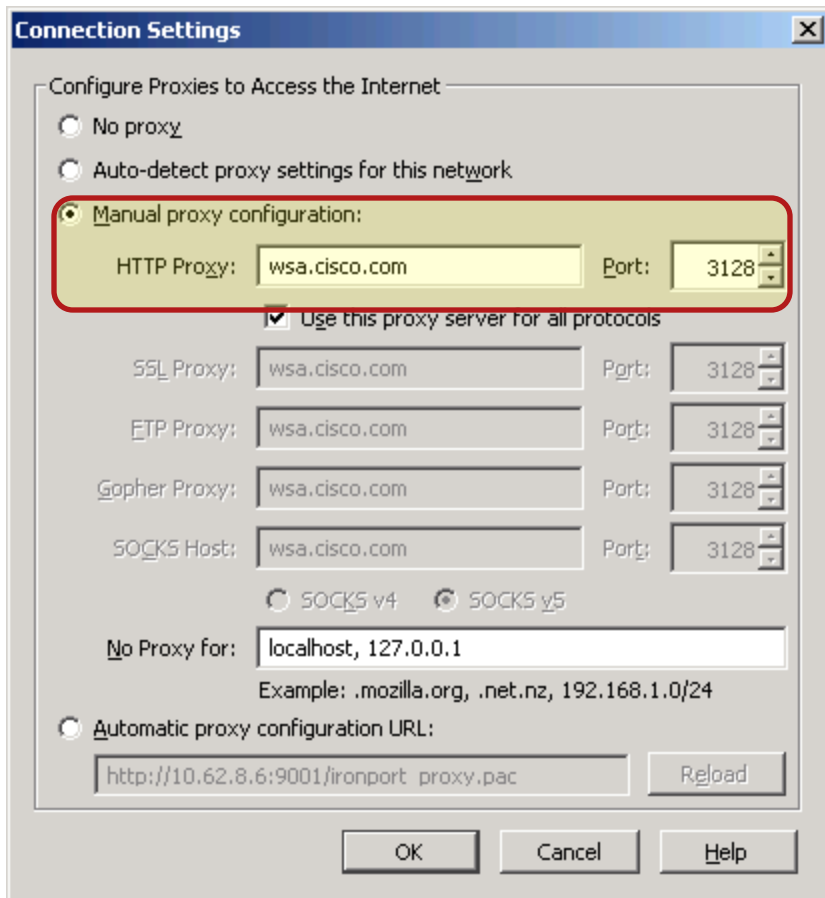 Connection Settings
Configure Proxies to Access the Internet
No proxy
Auto-detect proxy settings for this network
Manual proxy configuration:
HTTP Proxy: wsa.cisco.com Port: 3128
Use this proxy server for all protocols
SSL Proxy: wsa.cisco.com Port: 3128
FTP Proxy: wsa.cisco.com Port: 3128
Gopher Proxy: wsa.cisco.com Port: 3128
SOCKS Host: wsa.cisco.com Port: 3128
SOCKS v4 SOCKS v5
No Proxy for: localhost, 127.0.0.1
Example: .mozilla.org, .net.nz, 192.168.1.0/24
Automatic proxy configuration URL:
http://10.62.8.6:9001/ironport_proxy.pac Reload
OK Cancel Help